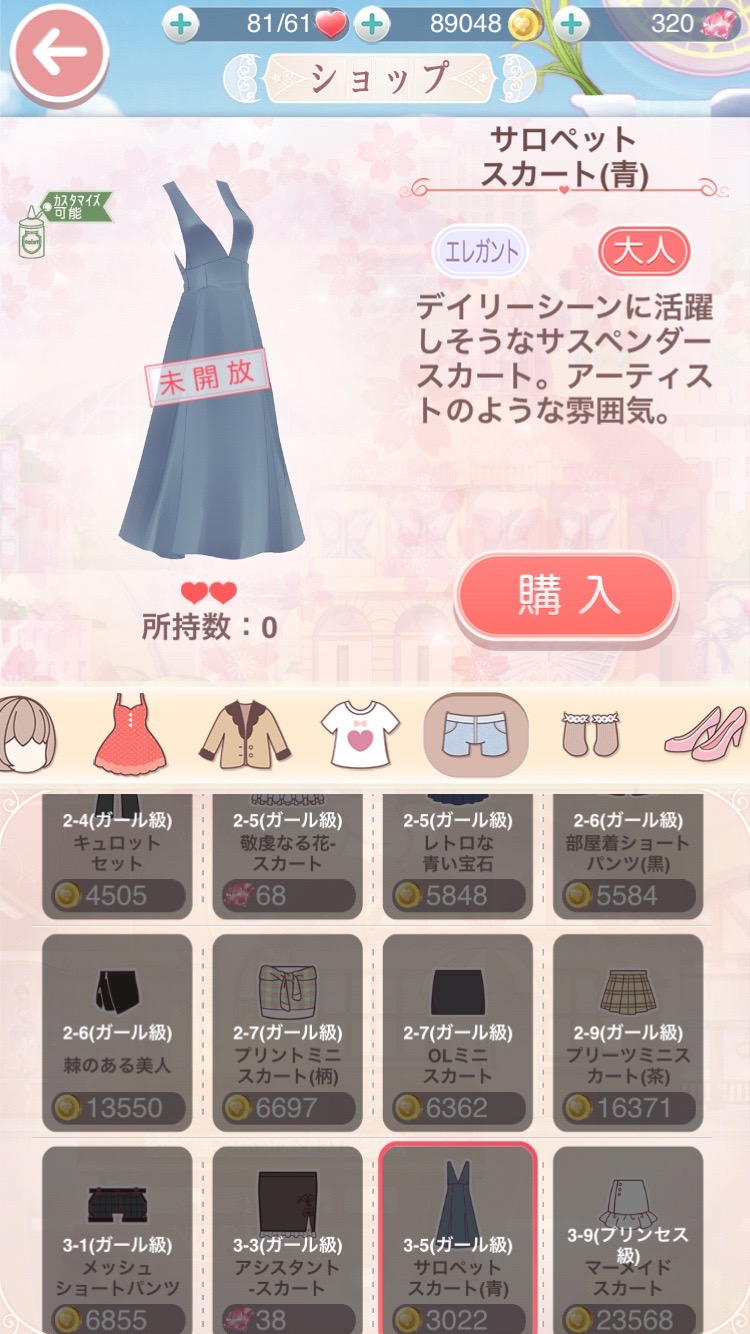 81/61
89048
320
ショップ
サロペット
スカート(青)
カスタマイズ
可能
エレガント
大人
デイリーシーンに活躍
しそうなサスペンダー
スカート。アーティス
トのような雰囲気。
未開放
所持数：0
購入
2-4(ガール級)
キュロット
セット
4505
2-5(ガール級)
敬虔なる花-
スカート
68
2-5(ガール級)
レトロな
青い宝石
5848
2-6(ガール級)
部屋着ショート
パンツ(黒)
5584
2-6(ガール級)
棘のある美人
13550
2-7(ガール級)
プリントミニ
スカート(柄)
6697
2-7(ガール級)
OLミニ
スカート
6362
2-9(ガール級)
プリーツミニス
カート(茶)
16371
3-1(ガール級)
メッシュ
ショートパンツ
6855
3-3(ガール級)
アシスタント
-スカート
38
3-5(ガール級)
サロペット
スカート(青)
3022
3-9(プリンセス
級)
マーメイド
スカート
23568